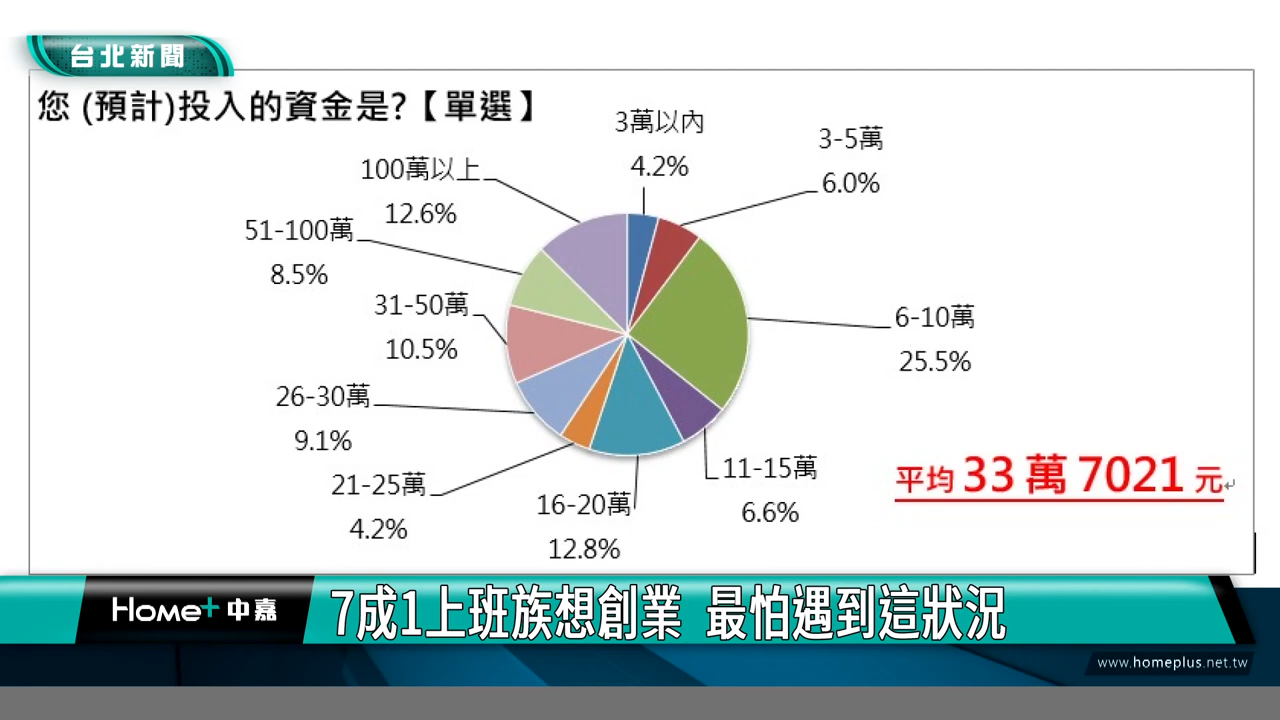 台北新聞
您 (預計)投入的資金是?【單選】
3萬以內
4.2%
3-5萬
6.0%
100萬以上
12.6%
51-100萬
8.5%
31-50萬
10.5%
6-10萬
25.5%
26-30萬
9.1%
21-25萬
4.2%
16-20萬
12.8%
11-15萬
6.6%
平均 33 萬 7021 元
Home+ 中嘉
7成1上班族想創業 最怕遇到這狀況
www.homeplus.net.tw